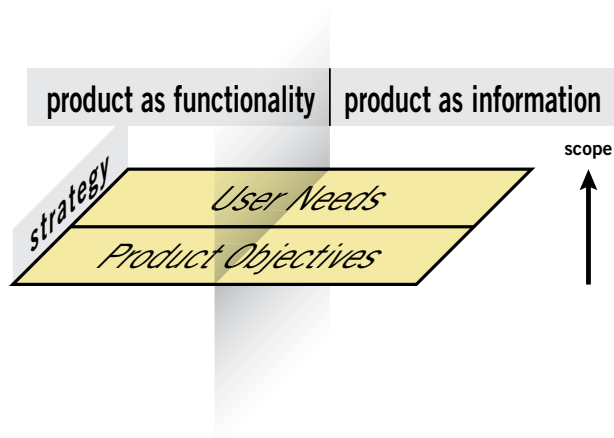 product as functionality
product as information
scope
strategy
User Needs
Product Objectives